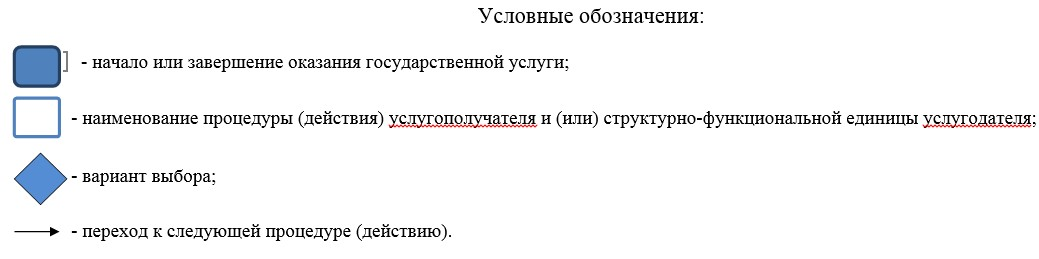 Условные обозначения:
- начало или завершение оказания государственной услуги;
- наименование процедуры (действия) услугополучателя и (или) структурно-функциональной единицы услугодателя;
- вариант выбора;
- переход к следующей процедуре (действию).